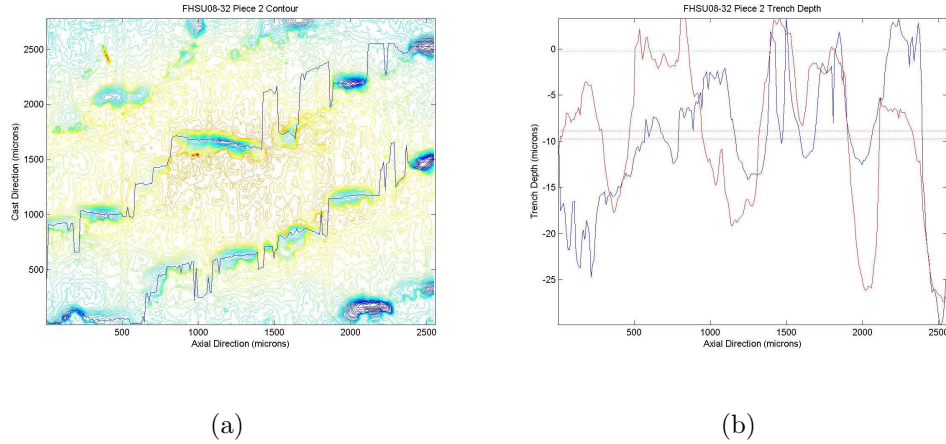 FHSU08-32 Piece 2 Contour
2500
2000
1500
1000
500
Cast Direction (microns)
500
1000
1500
2000
2500
Axial Direction (microns)
(a)
FHSU08-32 Piece 2 Trench Depth
0
-5
-10
-15
-20
-25
Trench Depth (microns)
500
1000
1500
2000
2500
Axial Direction (microns)
(b)